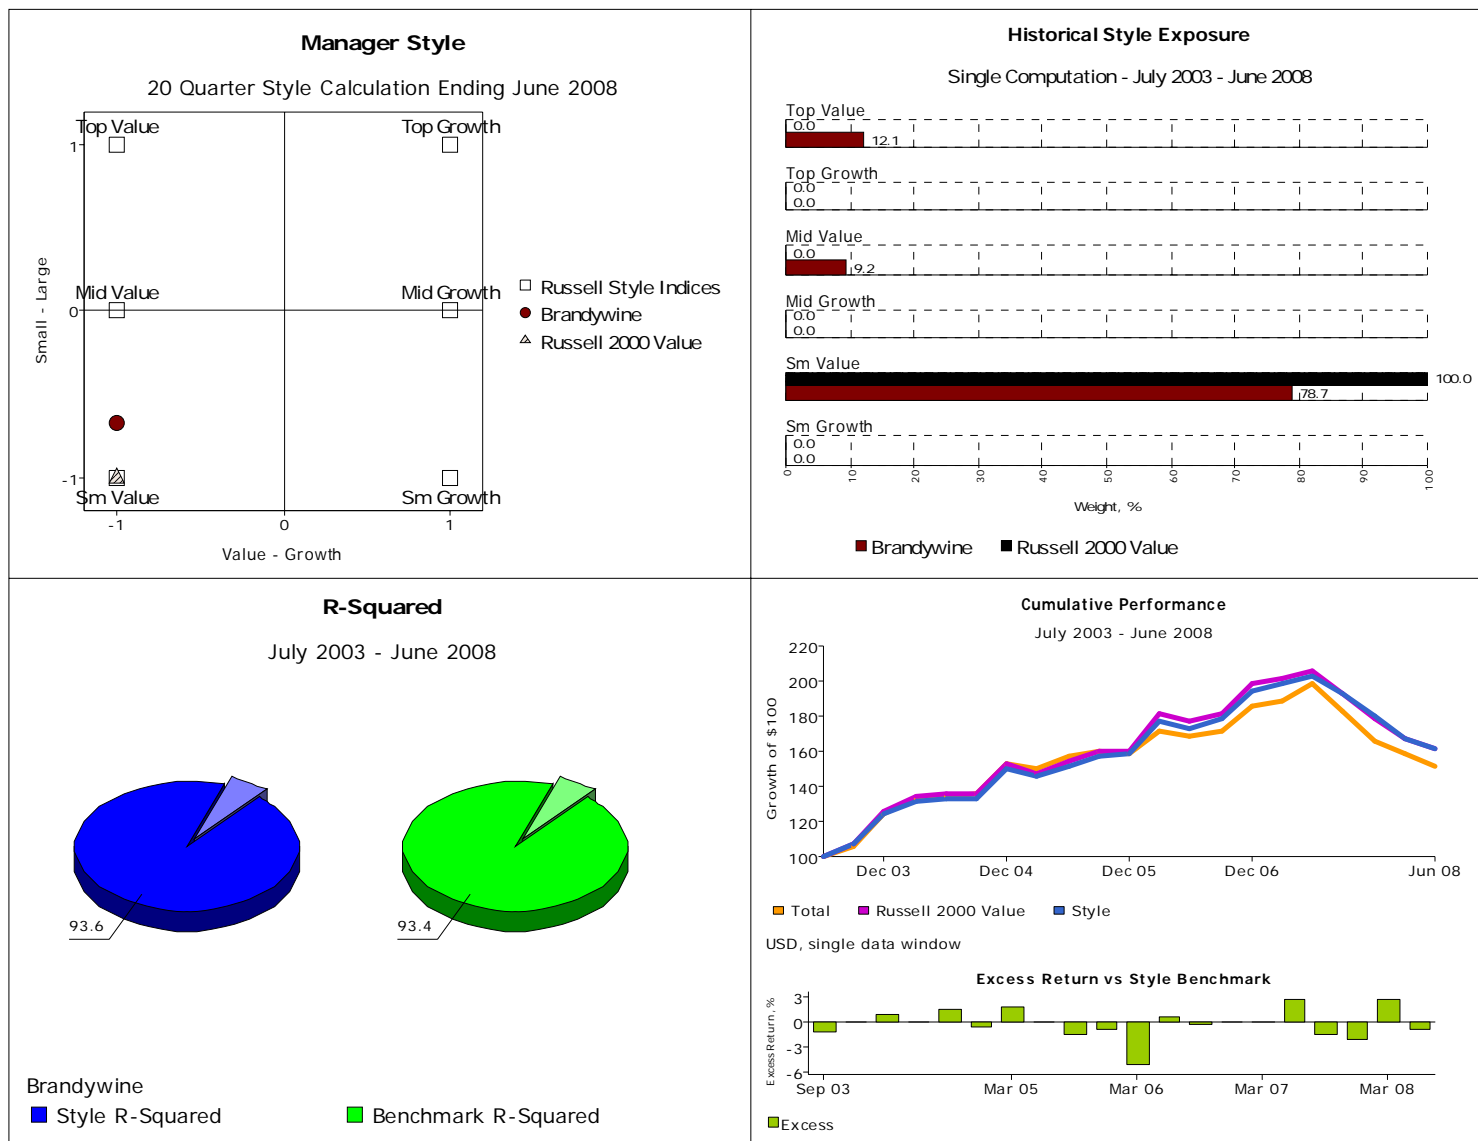 Manager Style
20 Quarter Style Calculation Ending June 2008
Top Value
Top Growth
1
Mid Value
Mid Growth
0
Small - Large
-1
Sm Value
Sm Growth
-1
0
1
Value - Growth
Russell Style Indices
Brandywine
Russell 2000 Value
Historical Style Exposure
Single Computation - July 2003 - June 2008
Top Value
0.0
12.1
Top Growth
0.0
0.0
Mid Value
0.0
9.2
Mid Growth
0.0
0.0
Sm Value
100.0
78.7
Sm Growth
0.0
0.0
0 10 20 30 40 50 60 70 80 90 100
Weight, %
Brandywine Russell 2000 Value
R-Squared
July 2003 - June 2008
93.6
93.4
Brandywine
Style R-Squared
Benchmark R-Squared
Cumulative Performance
July 2003 - June 2008
220
200
180
160
140
120
100
Growth of $100
Dec 03 Dec 04 Dec 05 Dec 06 Jun 08
Total Russell 2000 Value Style
USD, single data window
Excess Return vs Style Benchmark
3
0
-3
-6
Excess Return, %
Sep 03 Mar 05 Mar 06 Mar 07 Mar 08
Excess